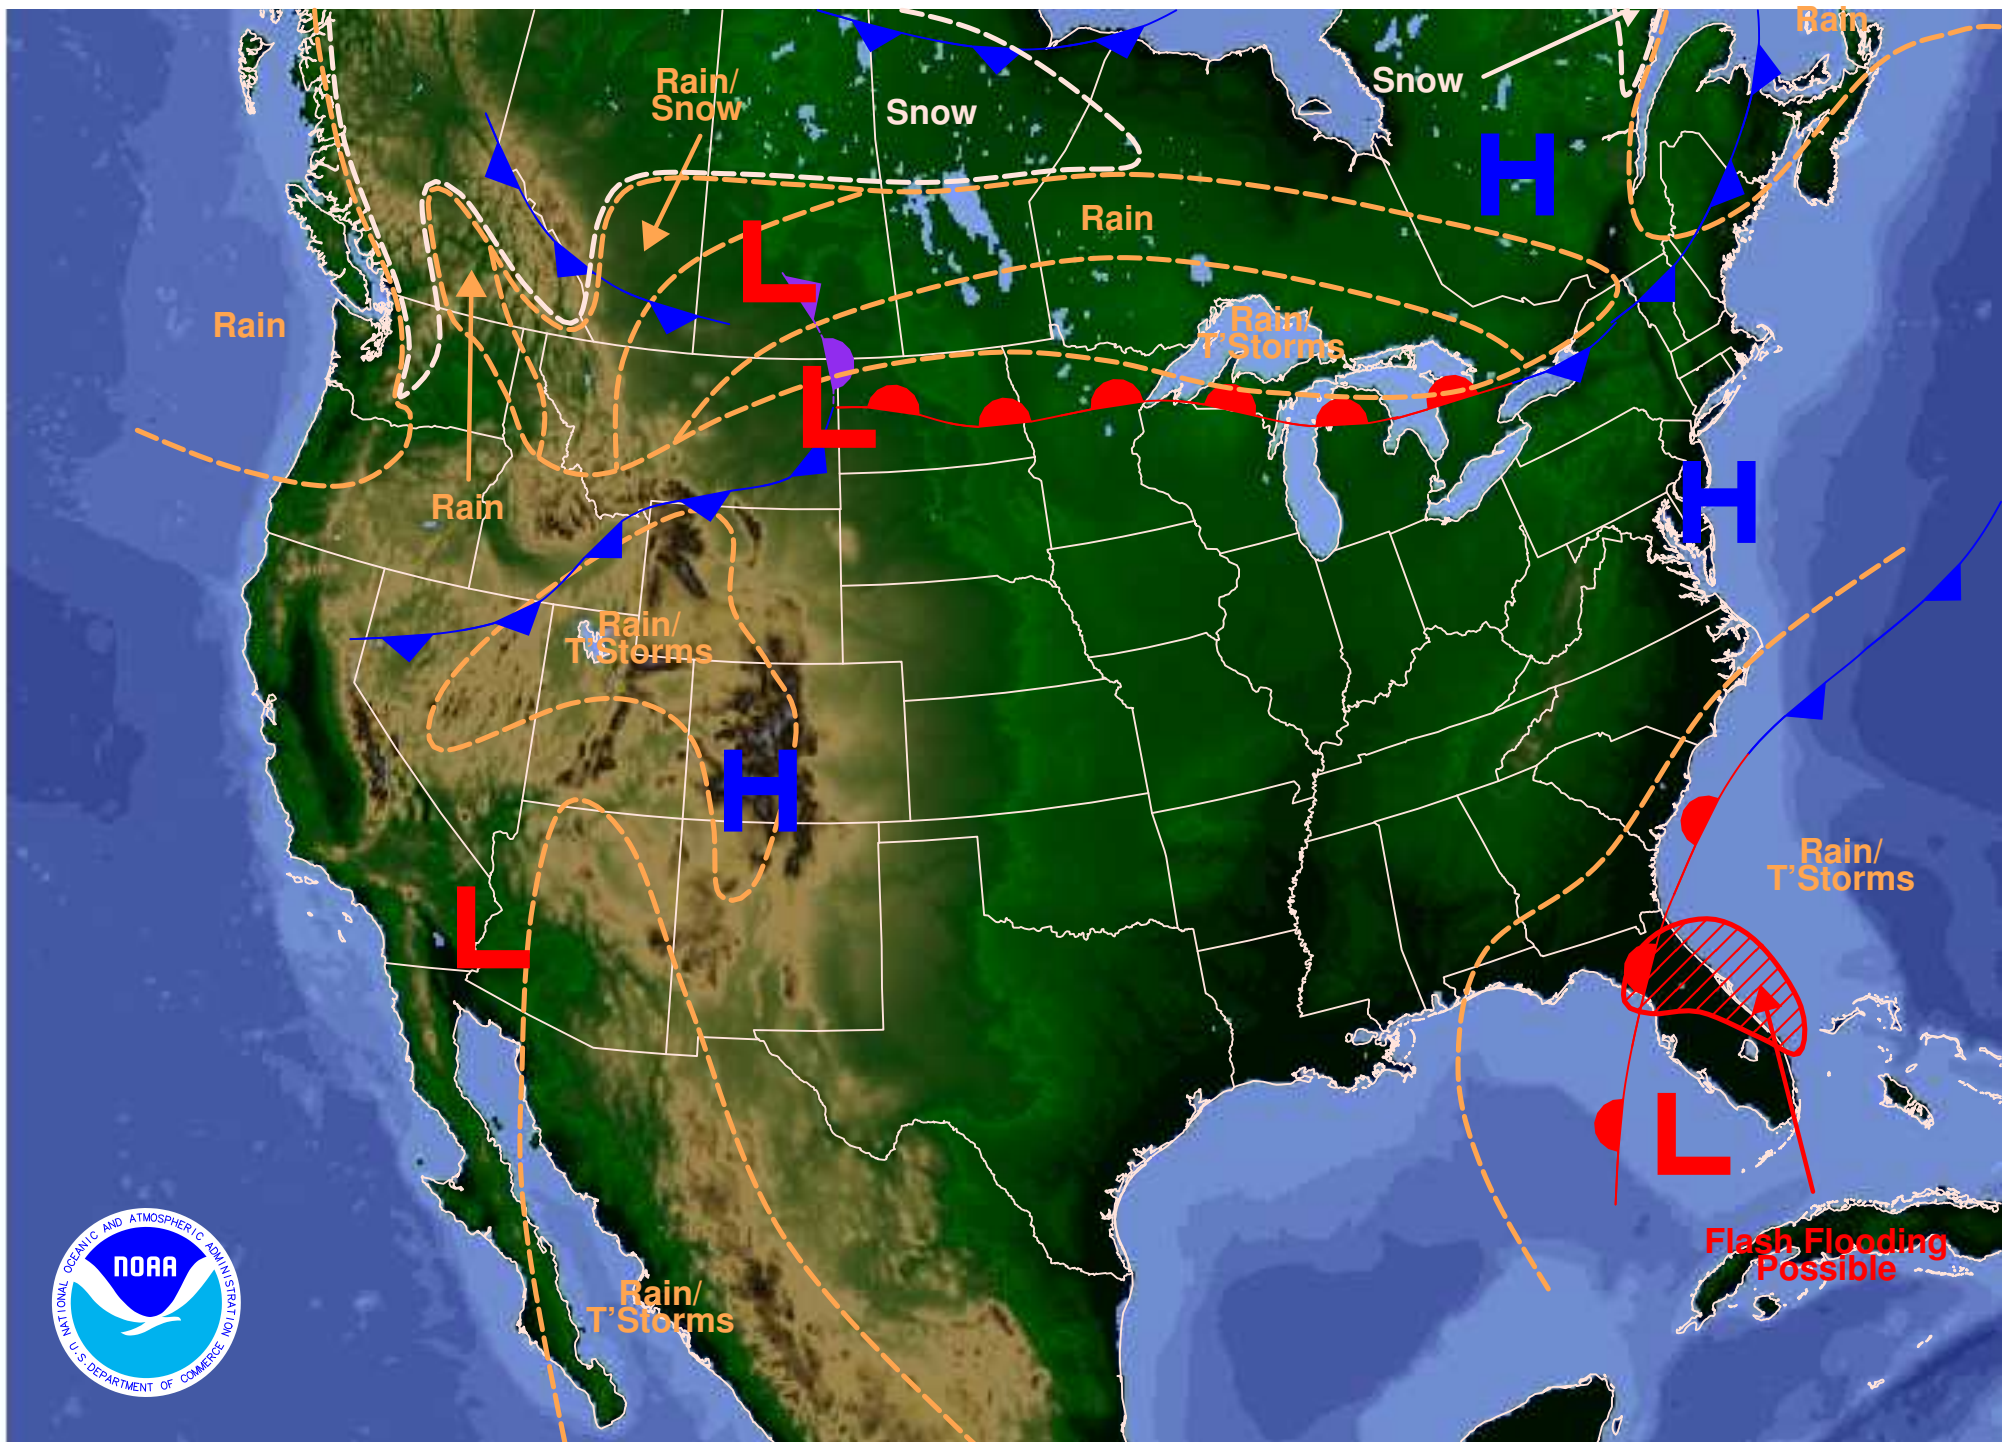 Rain
Rain/
Snow
Snow
Snow
H
Rain
L
Rain
Rain/
T'Storms
L
H
Rain
Rain/
T'Storms
H
L
Rain/
T'Storms
L
Flash Flooding
Possible
Rain/
T'Storms
NATIONAL OCEANIC AND ATMOSPHERIC ADMINISTRATION
NOAA
U.S. DEPARTMENT OF COMMERCE